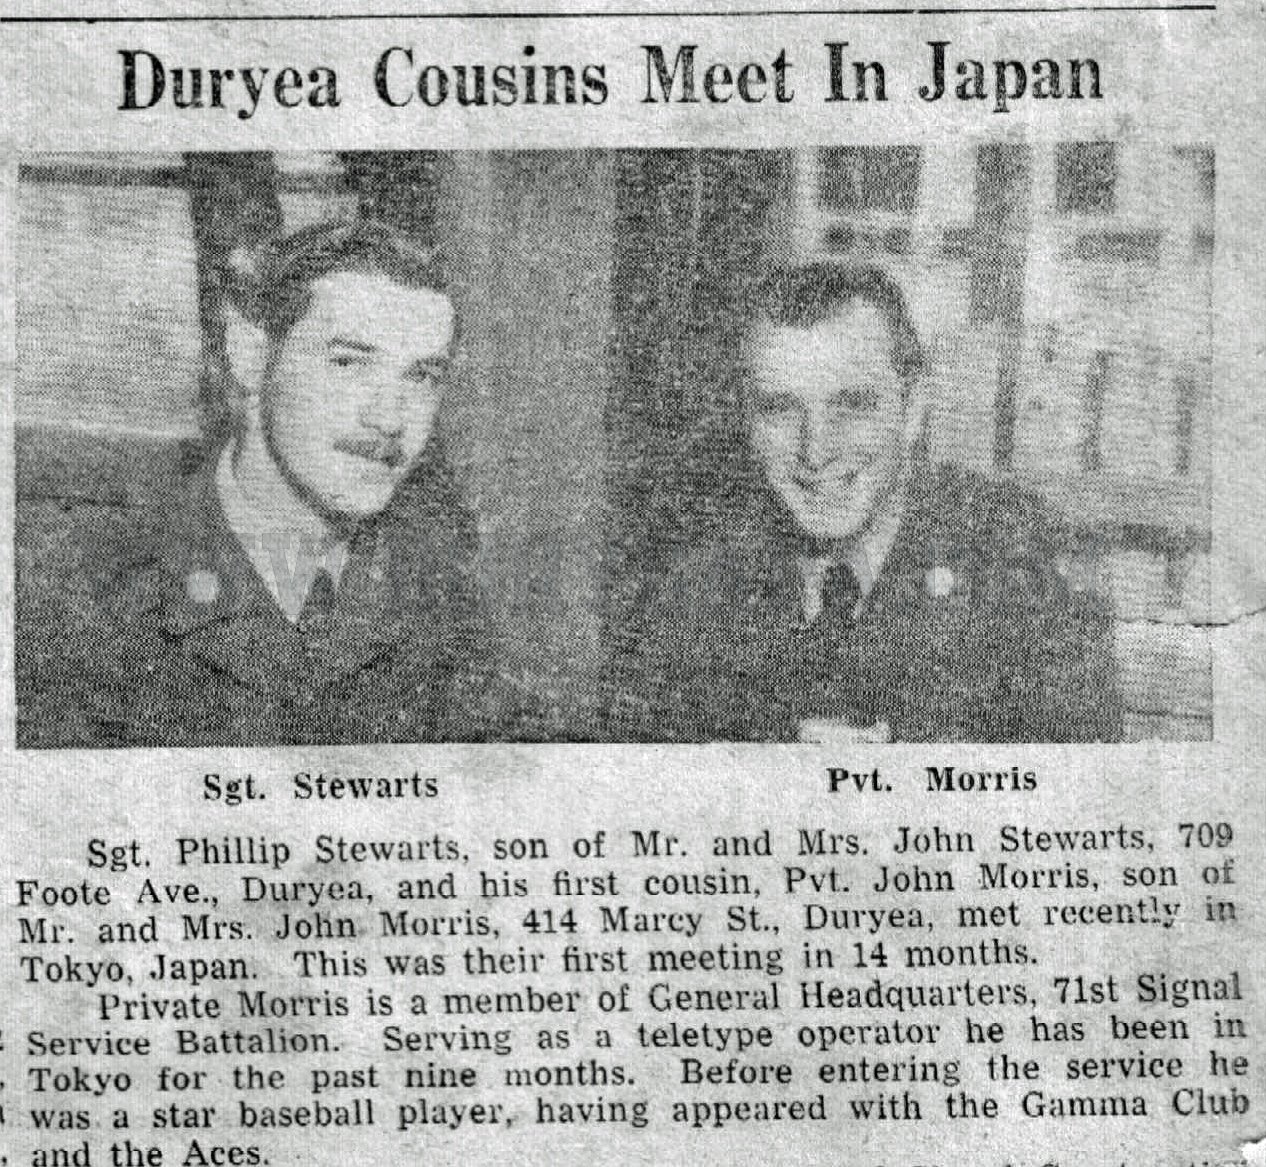 Duryea Cousins Meet In Japan
Sgt. Stewarts
Pvt. Morris
Sgt. Phillip Stewarts, son of Mr. and Mrs. John Stewarts, 709
Foote Ave., Duryea, and his first cousin, Pvt. John Morris, son of
Mr. and Mrs. John Morris, 414 Marcy St., Duryea, met recently in
Tokyo, Japan. This was their first meeting in 14 months.
Private Morris is a member of General Headquarters, 71st Signal
Service Battalion. Serving as a teletype operator he has been in
Tokyo for the past nine months. Before entering the service he
was a star baseball player, having appeared with the Gamma Club
and the Aces.